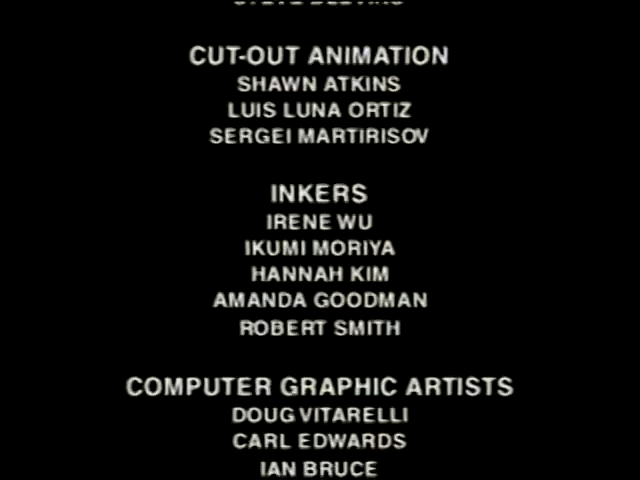 CUT-OUT ANIMATION
SHAWN ATKINS
LUIS LUNA ORTIZ
SERGEI MARTIRISOV
INKERS
IRENE WU
IKUMI MORIYA
HANNAH KIM
AMANDA GOODMAN
ROBERT SMITH
COMPUTER GRAPHIC ARTISTS
DOUG VITARELLI
CARL EDWARDS
IAN BRUCE